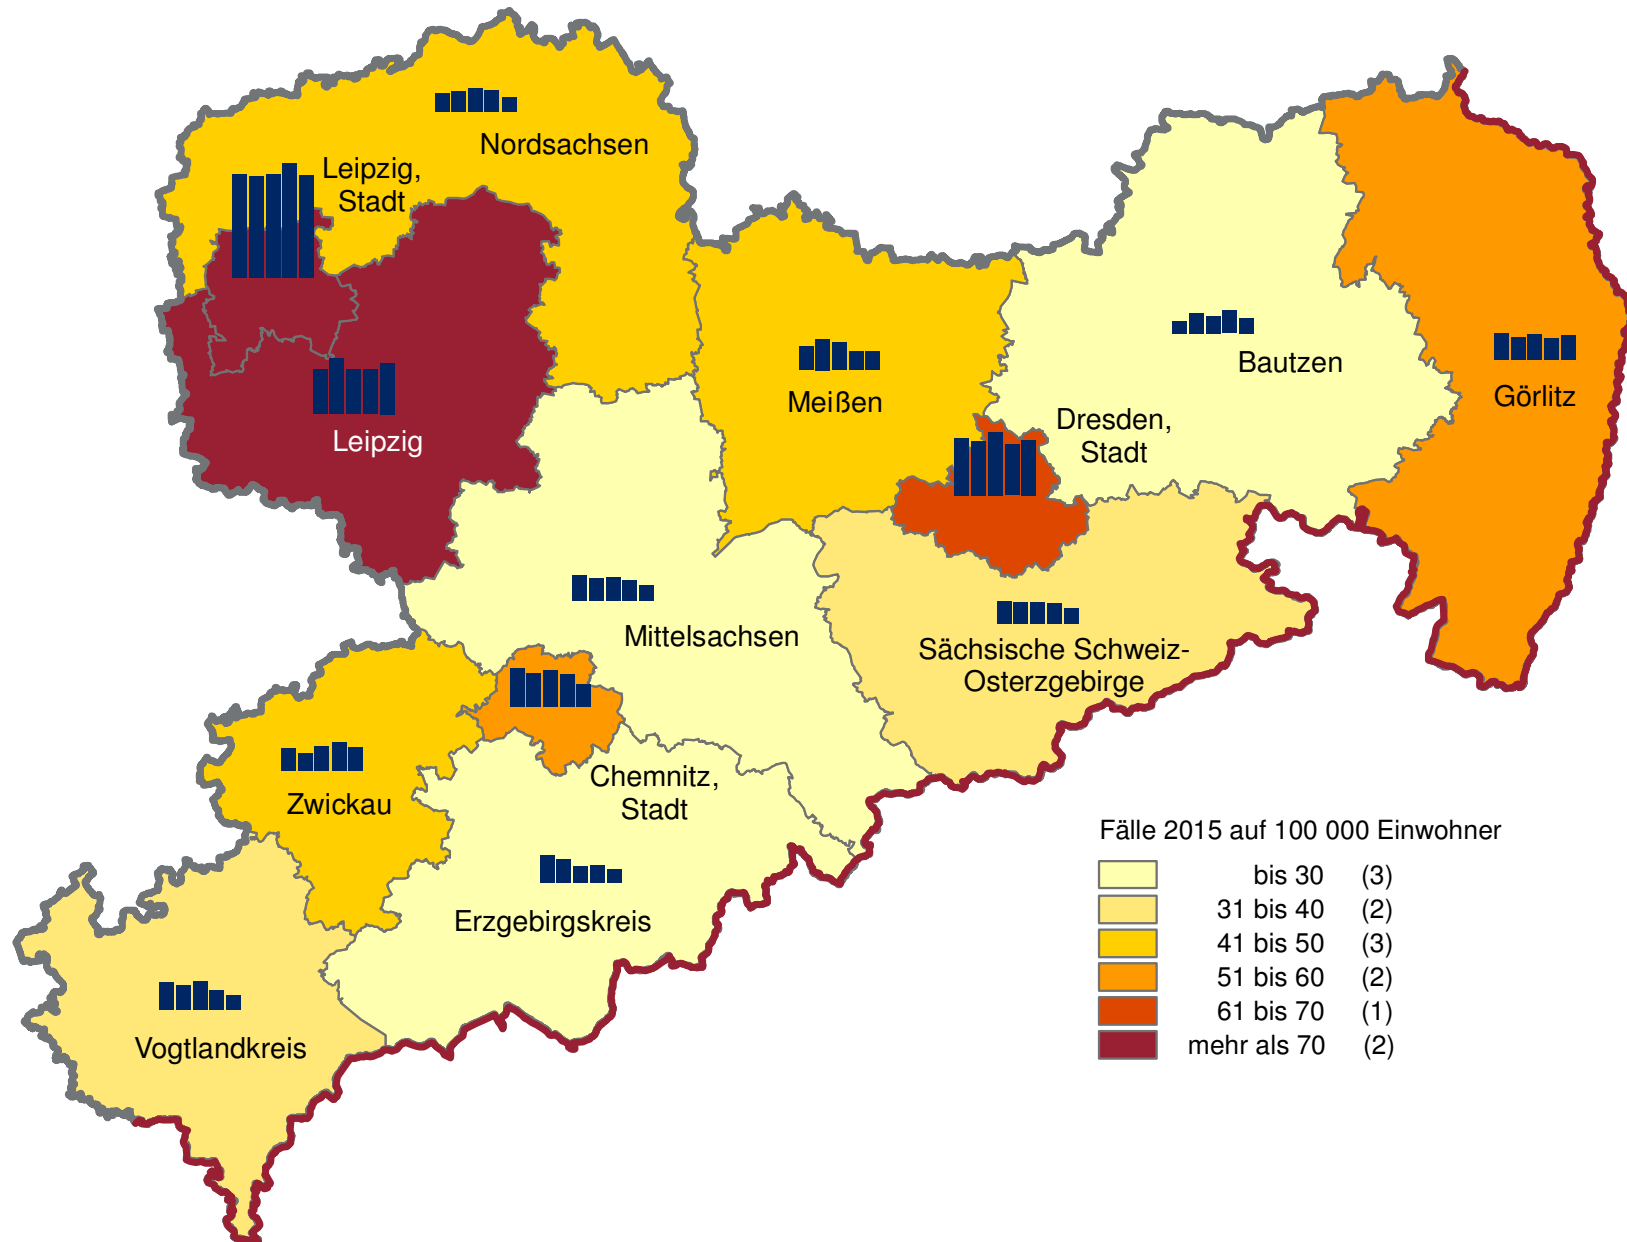 Nordsachsen
Leipzig,
Stadt
Leipzig
Meißen
Bautzen
Görlitz
Dresden,
Stadt
Mittelsachsen
Sächsische Schweiz-
Osterzgebirge
Chemnitz,
Stadt
Zwickau
Erzgebirgskreis
Vogtlandkreis
Fälle 2015 auf 100 000 Einwohner
bis 30 (3)
31 bis 40 (2)
41 bis 50 (3)
51 bis 60 (2)
61 bis 70 (1)
mehr als 70 (2)